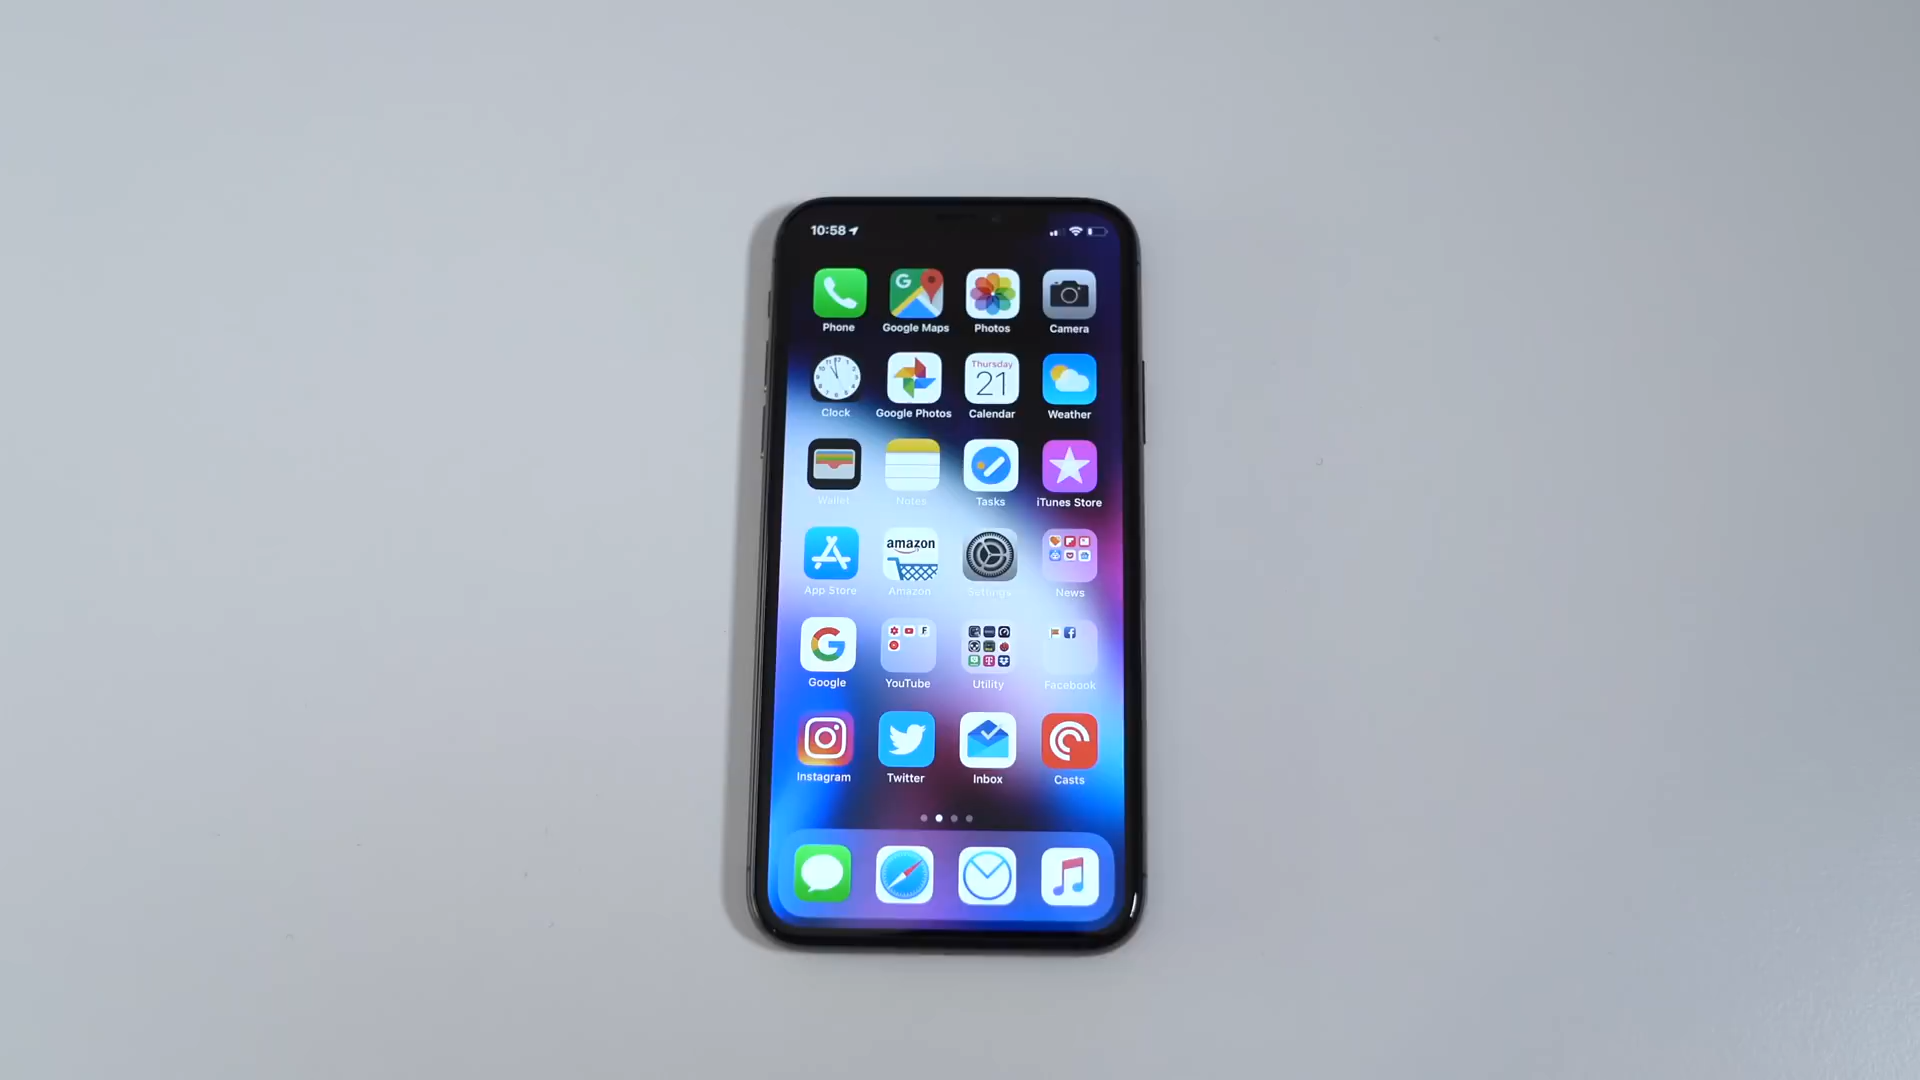 10:58
Phone Google Maps Photos Camera
Thursday
21
Clock Google Photos Calendar Weather
Wallet Notes Tasks iTunes Store
amazon
App Store Amazon Settings News
Google YouTube Utility Facebook
Instagram Twitter Inbox Casts